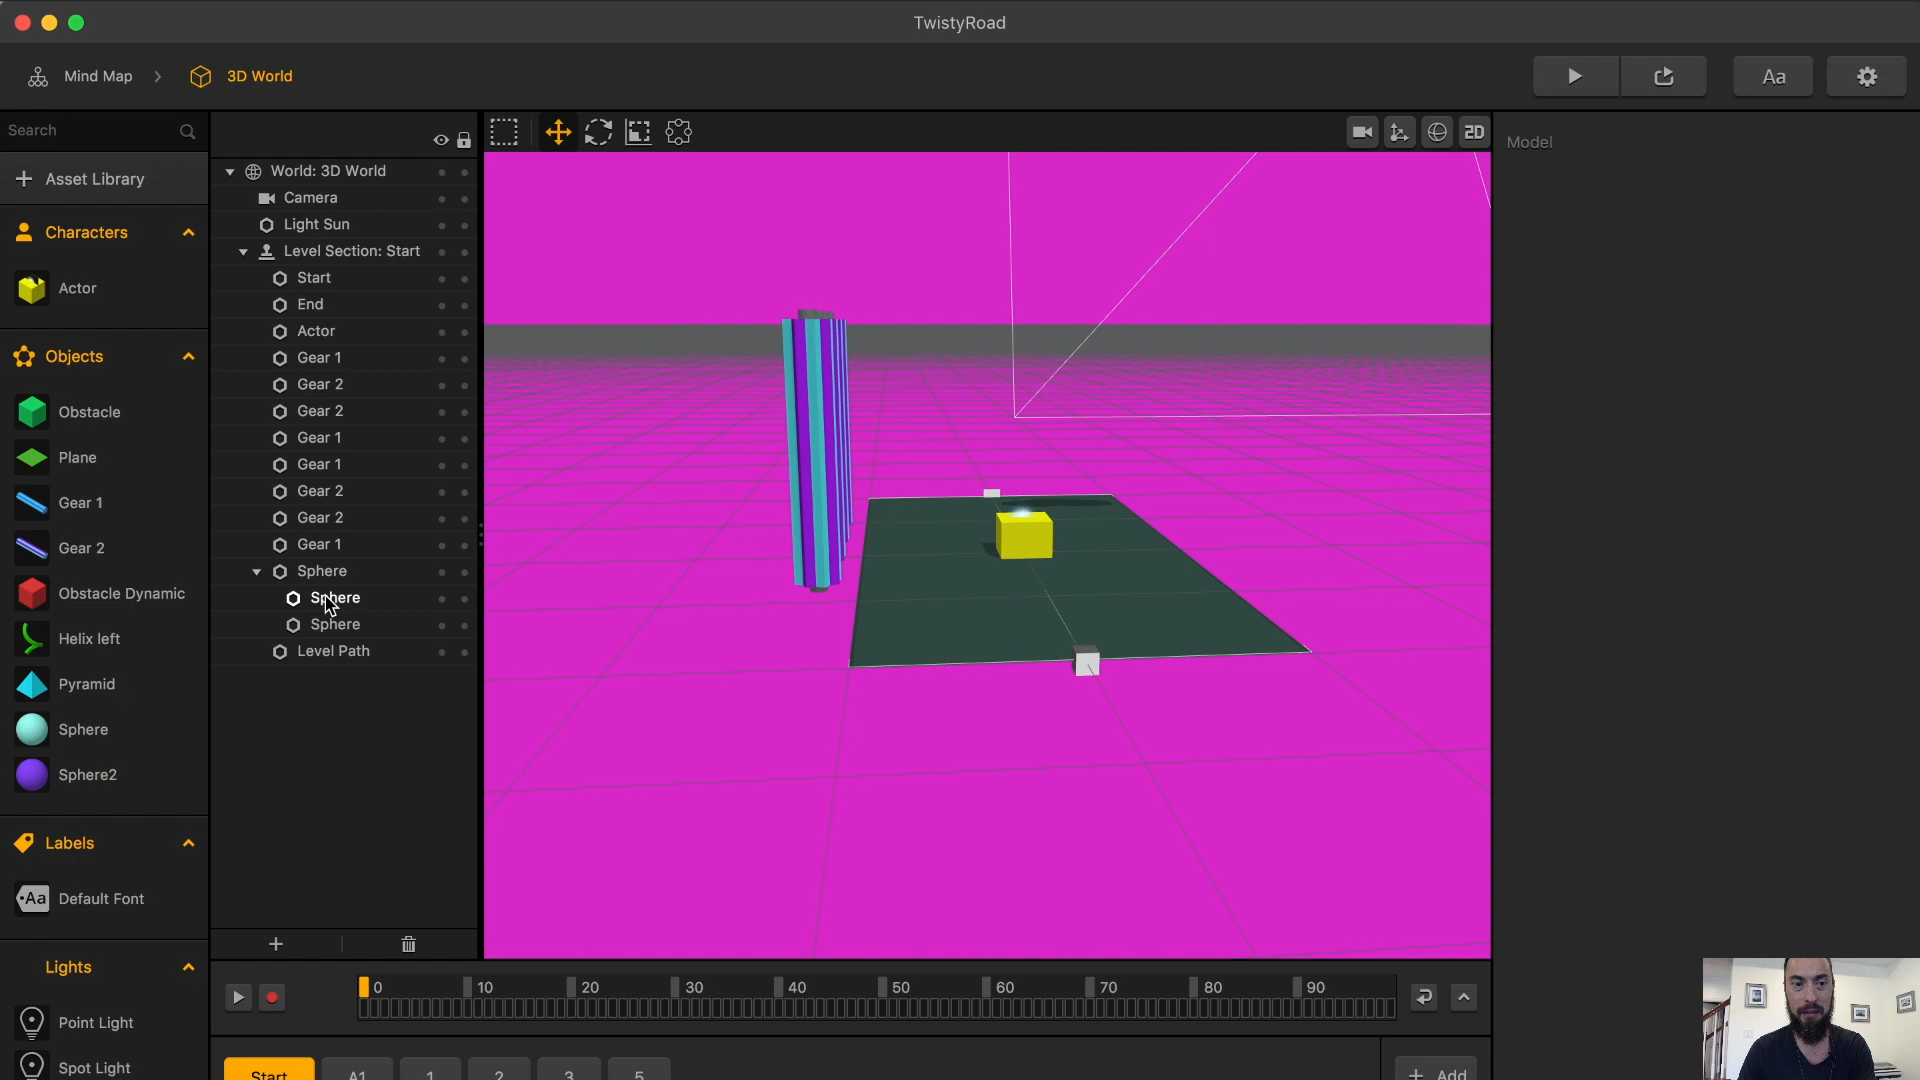 TwistyRoad
Mind Map
3D World
Aa
Search
Asset Library
Characters
Actor
Objects
Obstacle
Plane
Gear 1
Gear 2
Obstacle Dynamic
Helix left
Pyramid
Sphere
Sphere2
Labels
Aa Default Font
Lights
Point Light
Spot Light
World: 3D World
Camera
Light Sun
Level Section: Start
Start
End
Actor
Gear 1
Gear 2
Gear 2
Gear 1
Gear 1
Gear 2
Gear 2
Gear 1
Sphere
Sphere
Sphere
Level Path
2D
Model
0 10 20 30 40 50 60 70 80 90
Start A1 1 2 3 5
+ Add